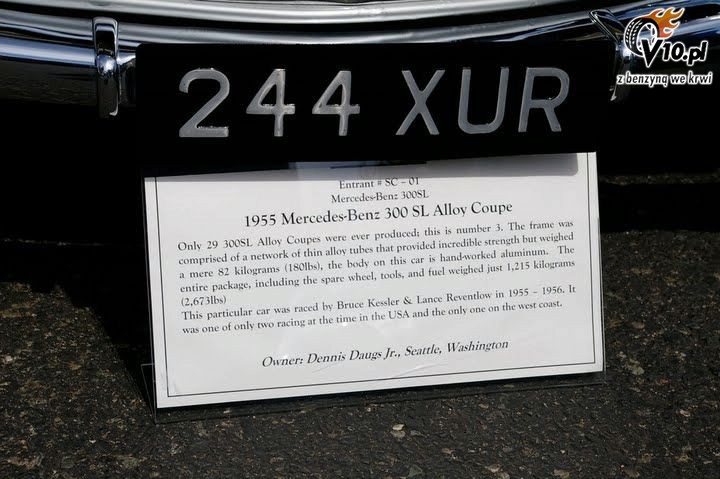 V10.pl
z benzyną we krwi
244 XUR
Entrant # SC – 01
Mercedes-Benz 300SL
1955 Mercedes-Benz 300 SL Alloy Coupe
Only 29 300SL Alloy Coupes were ever produced; this is number 3. The frame was
comprised of a network of thin alloy tubes that provided incredible strength but weighed
a mere 82 kilograms (180lbs), the body on this car is hand-worked aluminum. The
entire package, including the spare wheel, tools, and fuel weighed just 1,215 kilograms
(2,673lbs)
This particular car was raced by Bruce Kessler & Lance Reventlow in 1955 – 1956. It
was one of only two racing at the time in the USA and the only one on the west coast.
Owner: Dennis Daugs Jr., Seattle, Washington